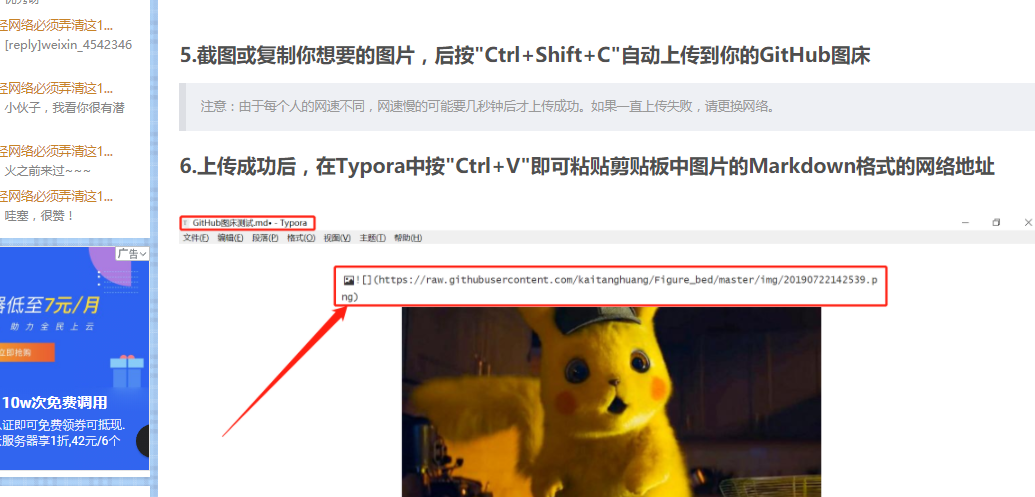 经网络必须弄清这1...
[reply]weixin_4542346
经网络必须弄清这1...
小伙子，我看你很有潜
经网络必须弄清这1...
火之前来过~~~
经网络必须弄清这1...
哇塞，很赞！
广告
器低至7元/月
助力全民上云
立即抢购
10w次免费调用
证即可免费领券可抵现.
服务器享1折,42元/6个
5.截图或复制你想要的图片，后按"Ctrl+Shift+C"自动上传到你的GitHub图床
注意：由于每个人的网速不同，网速慢的可能要几秒钟后才上传成功。如果一直上传失败，请更换网络。
6.上传成功后，在Typora中按"Ctrl+V"即可粘贴剪贴板中图片的Markdown格式的网络地址
GitHub图床测试.md• - Typora
文件(F) 编辑(E) 段落(P) 格式(O) 视图(V) 主题(T) 帮助(H)
![](https://raw.githubusercontent.com/kaitanghuang/Figure_bed/master/img/20190722142539.p
ng)